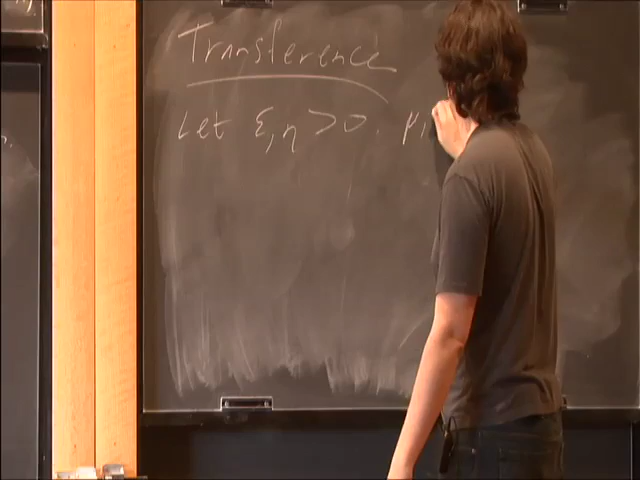 Transference
Let ε, η > 0.